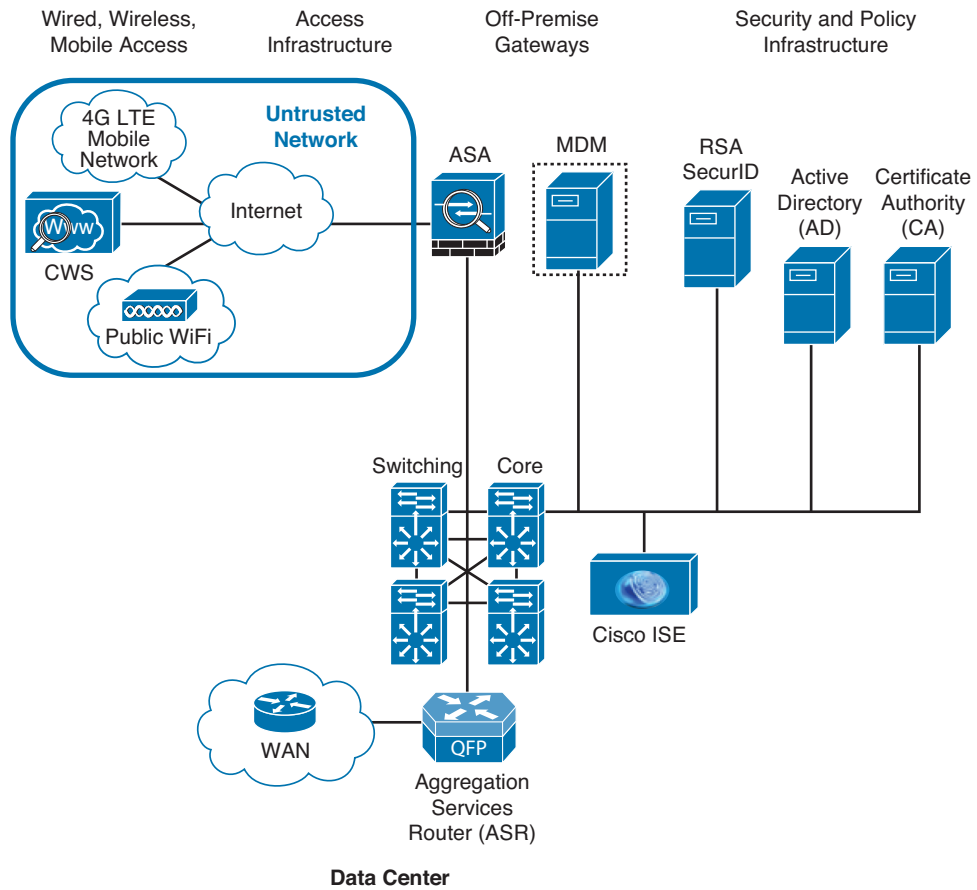 Wired, Wireless,
Mobile Access
Access
Infrastructure
Off-Premise
Gateways
Security and Policy
Infrastructure
4G LTE
Mobile
Network
Untrusted
Network
Internet
Www
CWS
Public WiFi
ASA
MDM
RSA
SecurID
Active
Directory
(AD)
Certificate
Authority
(CA)
Switching
Core
Cisco ISE
WAN
QFP
Aggregation
Services
Router (ASR)
Data Center